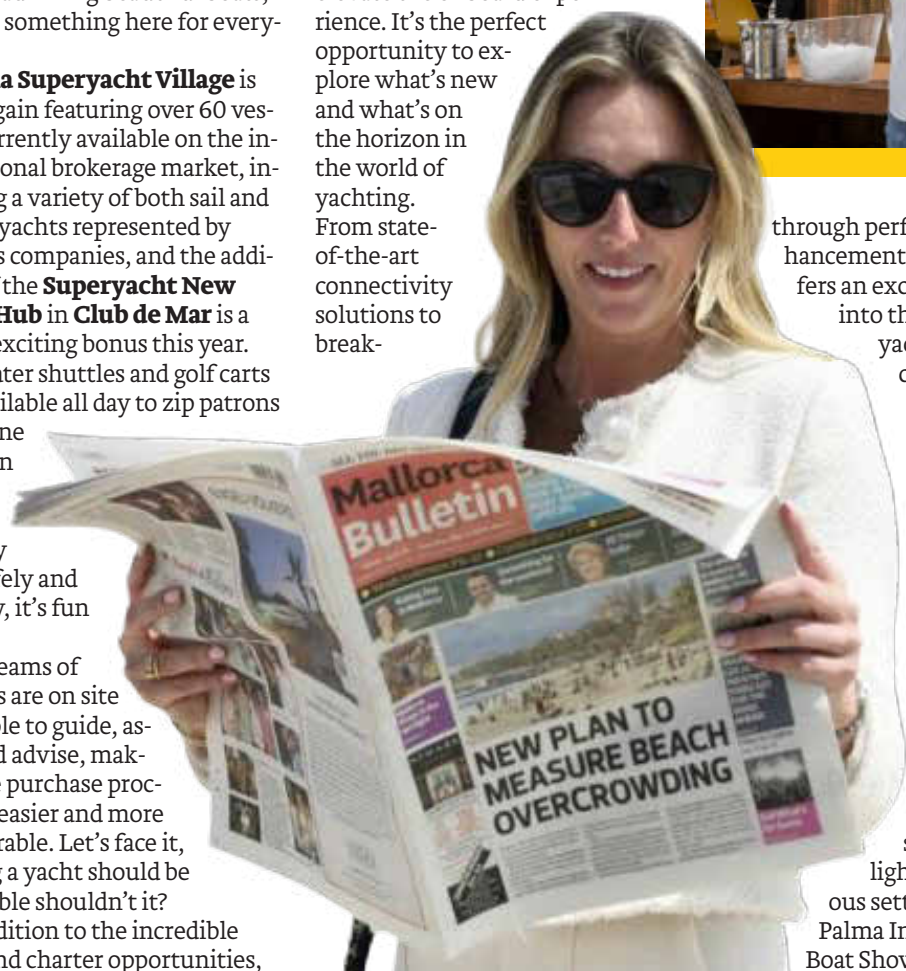 something here for every-
a Superyacht Village is
gain featuring over 60 ves-
rrently available on the in-
onal brokerage market, in-
g a variety of both sail and
yachts represented by
s companies, and the addi-
the Superyacht New
Hub in Club de Mar is a
exciting bonus this year.
ater shuttles and golf carts
ilable all day to zip patrons
ne
n
y
fely and
, it's fun
eams of
s are on site
ble to guide, as-
d advise, mak-
e purchase proc-
easier and more
rable. Let's face it,
g a yacht should be
ble shouldn't it?
dition to the incredible
nd charter opportunities,
rience. It's the perfect
opportunity to ex-
plore what's new
and what's on
the horizon in
the world of
yachting.
From state-
of-the-art
connectivity
solutions to
break-
Mallorca
Bulletin
NEW PLAN TO
MEASURE BEACH
OVERCROWDING
through perf
hancement
fers an exc
into th
yac
s
ligh
ous sett
Palma In
Boat Show